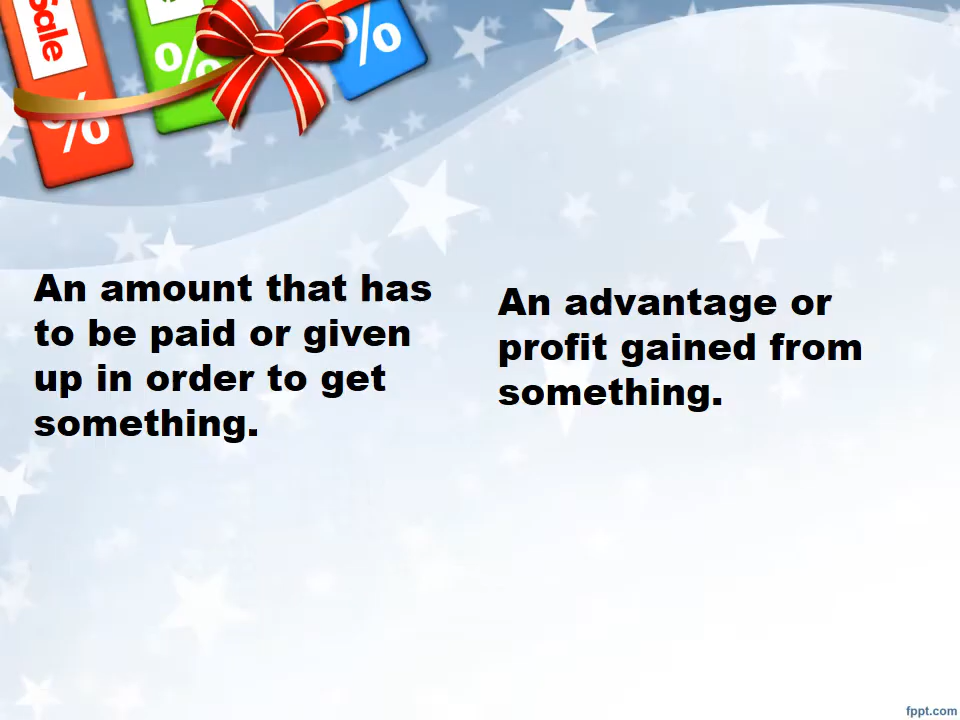 Sale
%
%
%
An amount that has
to be paid or given
up in order to get
something.
An advantage or
profit gained from
something.
fppt.com